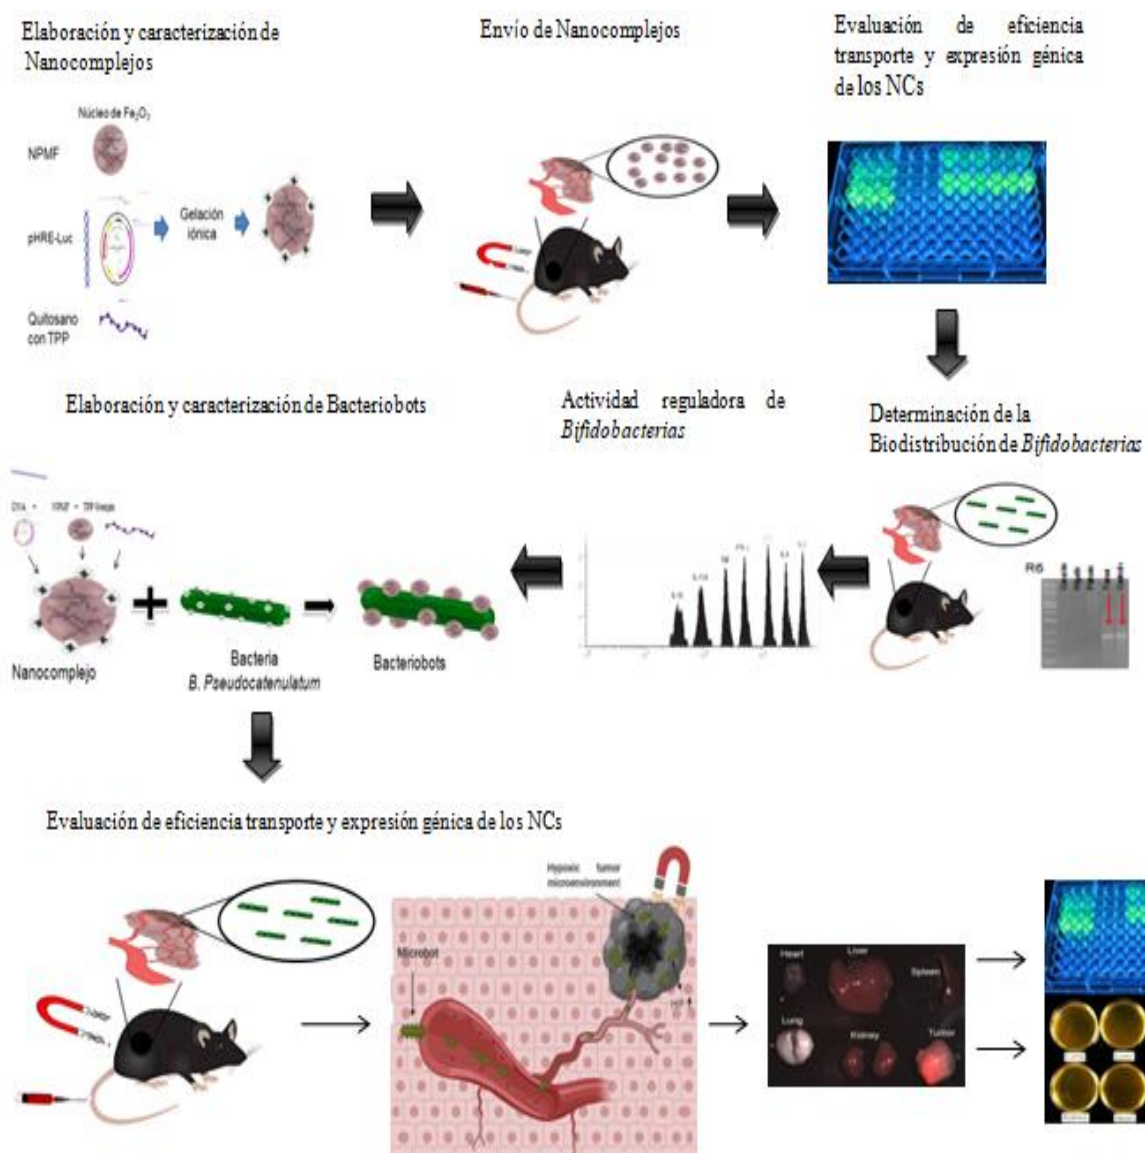 Elaboración y caracterización de
Nanocomplejos
Núcleo de Fe₂O₃
NPMF
pHRE-Luc
Gelación
iónica
Quitosano
con TPP
Envío de Nanocomplejos
Evaluación de eficiencia
transporte y expresión génica
de los NCs
Determinación de la
Biodistribución de Bifidobacterias
R6
Actividad reguladora de
Bifidobacterias
Elaboración y caracterización de Bacteriobots
Nanocomplejo
Bacteria
B. Pseudocatenulatum
Bacteriobots
Evaluación de eficiencia transporte y expresión génica de los NCs
Microbot
Hypoxic tumor
microenvironment
HIF
Heart
Liver
Spleen
Lung
Kidney
Tumor